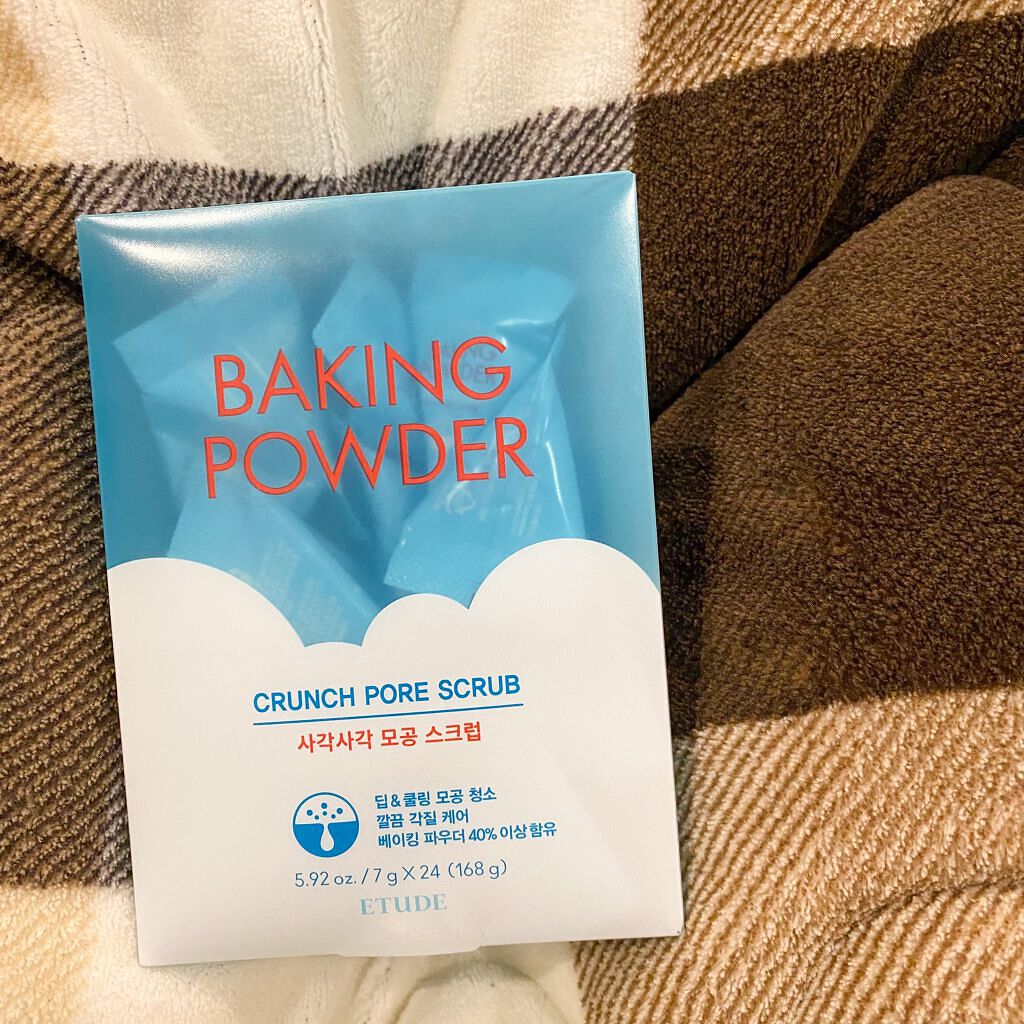 BAKING
POWDER
CRUNCH PORE SCRUB
사각사각 모공 스크럽
딥&쿨링 모공 청소
깔끔 각질 케어
베이킹 파우더 40% 이상 함유
5.92 oz. / 7 g X 24 (168 g)
ETUDE